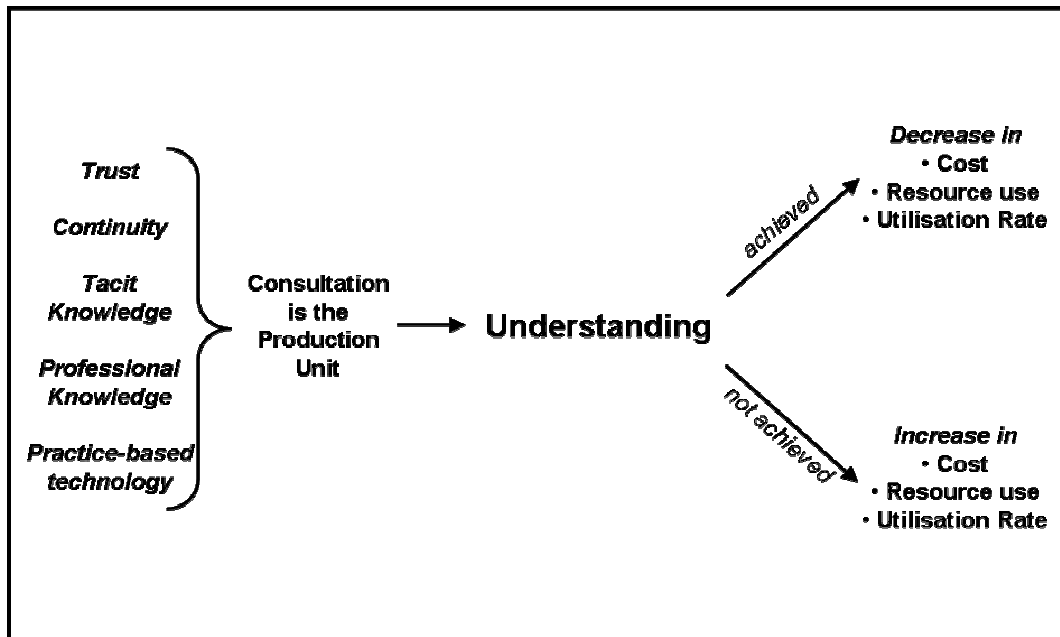 Trust
Continuity
Tacit
Knowledge
Professional
Knowledge
Practice-based
technology
Consultation
is the
Production
Unit
Understanding
achieved
not achieved
Decrease in
• Cost
• Resource use
• Utilisation Rate
Increase in
• Cost
• Resource use
• Utilisation Rate